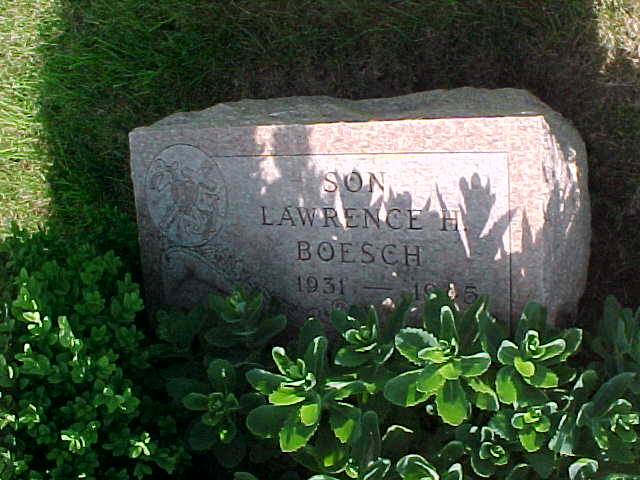 SON
LAWRENCE H.
BOESCH
1931 —